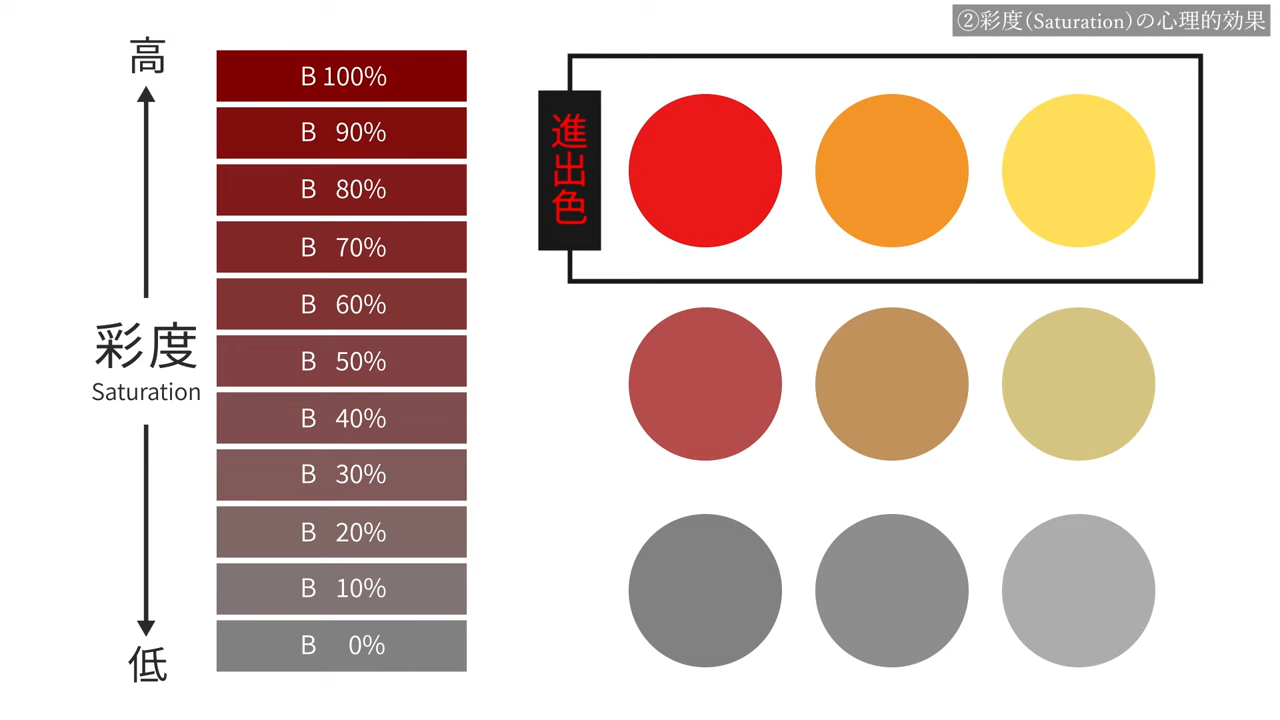 ②彩度（Saturation）の心理的効果
高
彩度
Saturation
低
B 100%
B 90%
B 80%
B 70%
B 60%
B 50%
B 40%
B 30%
B 20%
B 10%
B 0%
進出色